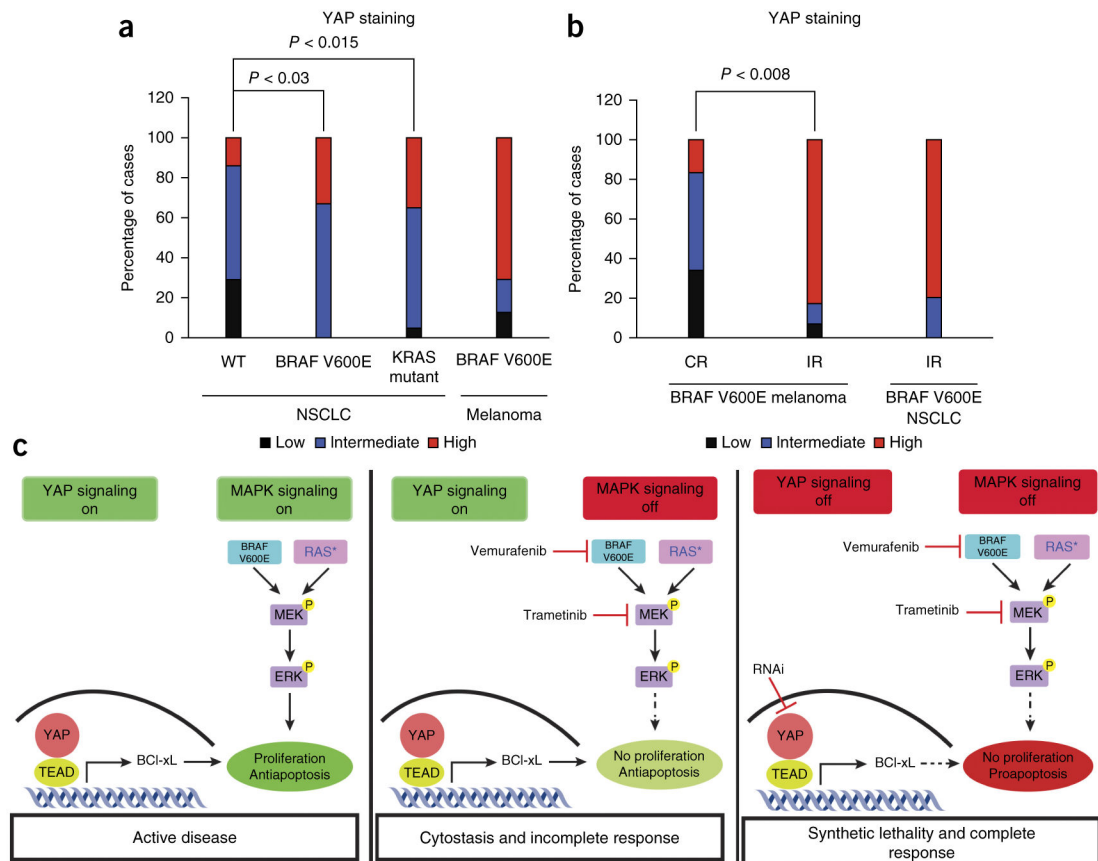 a
YAP staining
P < 0.015
P < 0.03
120
100
80
60
40
20
0
Percentage of cases
WT
BRAF V600E
KRAS
mutant
BRAF V600E
NSCLC
Melanoma
Low
Intermediate
High
b
YAP staining
P < 0.008
120
100
80
60
40
20
0
Percentage of cases
CR
IR
IR
BRAF V600E melanoma
BRAF V600E
NSCLC
Low
Intermediate
High
c
YAP signaling
on
MAPK signaling
on
BRAF
V600E
RAS*
MEK
P
ERK
P
YAP
TEAD
BCl-xL
Proliferation
Antiapoptosis
Active disease
YAP signaling
on
MAPK signaling
off
Vemurafenib
BRAF
V600E
RAS*
Trametinib
MEK
P
ERK
P
YAP
TEAD
BCl-xL
No proliferation
Antiapoptosis
Cytostasis and incomplete response
YAP signaling
off
MAPK signaling
off
Vemurafenib
BRAF
V600E
RAS*
Trametinib
MEK
P
ERK
P
RNAi
YAP
TEAD
BCl-xL
No proliferation
Proapoptosis
Synthetic lethality and complete
response